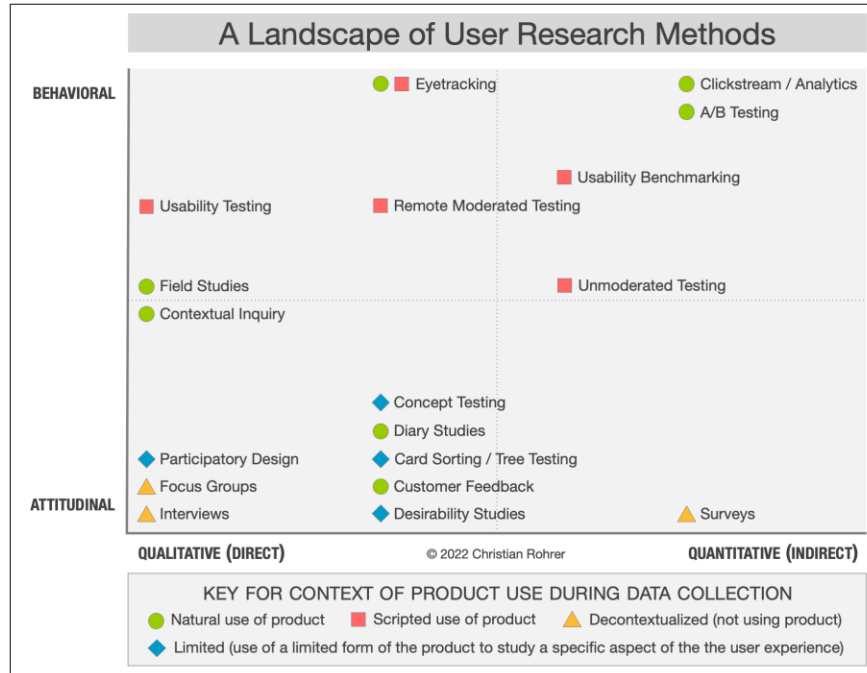 A Landscape of User Research Methods
BEHAVIORAL
Eyetracking
Clickstream / Analytics
A/B Testing
Usability Benchmarking
Usability Testing
Remote Moderated Testing
Field Studies
Unmoderated Testing
Contextual Inquiry
Concept Testing
Diary Studies
Participatory Design
Card Sorting / Tree Testing
Focus Groups
Customer Feedback
ATTITUDINAL
Interviews
Desirability Studies
Surveys
QUALITATIVE (DIRECT)
© 2022 Christian Rohrer
QUANTITATIVE (INDIRECT)
KEY FOR CONTEXT OF PRODUCT USE DURING DATA COLLECTION
Natural use of product
Scripted use of product
Decontextualized (not using product)
Limited (use of a limited form of the product to study a specific aspect of the the user experience)